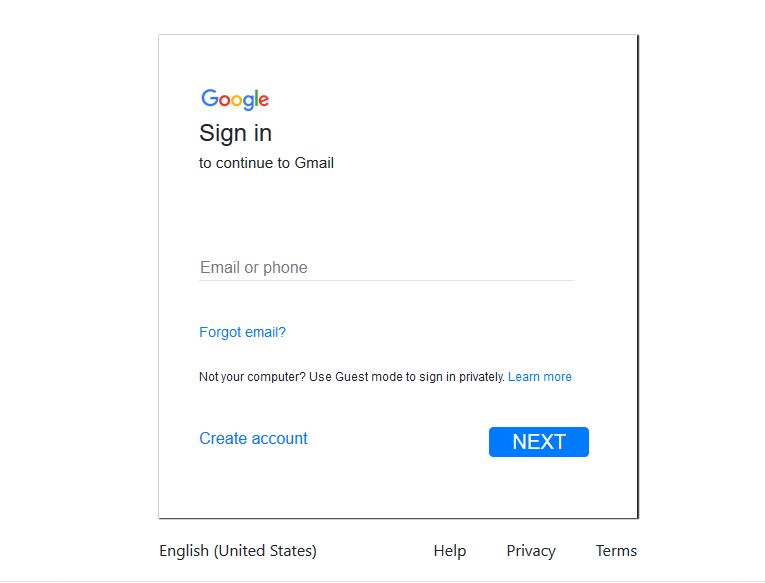 Google
Sign in
to continue to Gmail
Email or phone
Forgot email?
Not your computer? Use Guest mode to sign in privately. Learn more
Create account
NEXT
English (United States) Help Privacy Terms